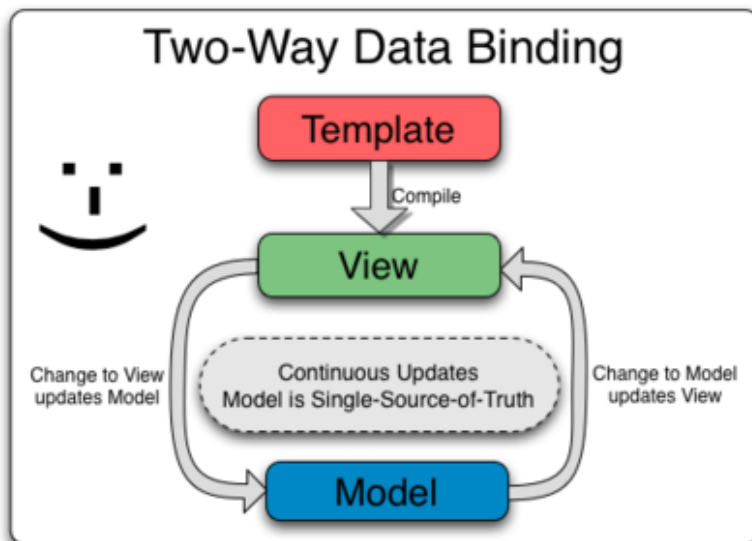 Two-Way Data Binding
Template
Compile
View
Change to View
updates Model
Continuous Updates
Model is Single-Source-of-Truth
Change to Model
updates View
Model